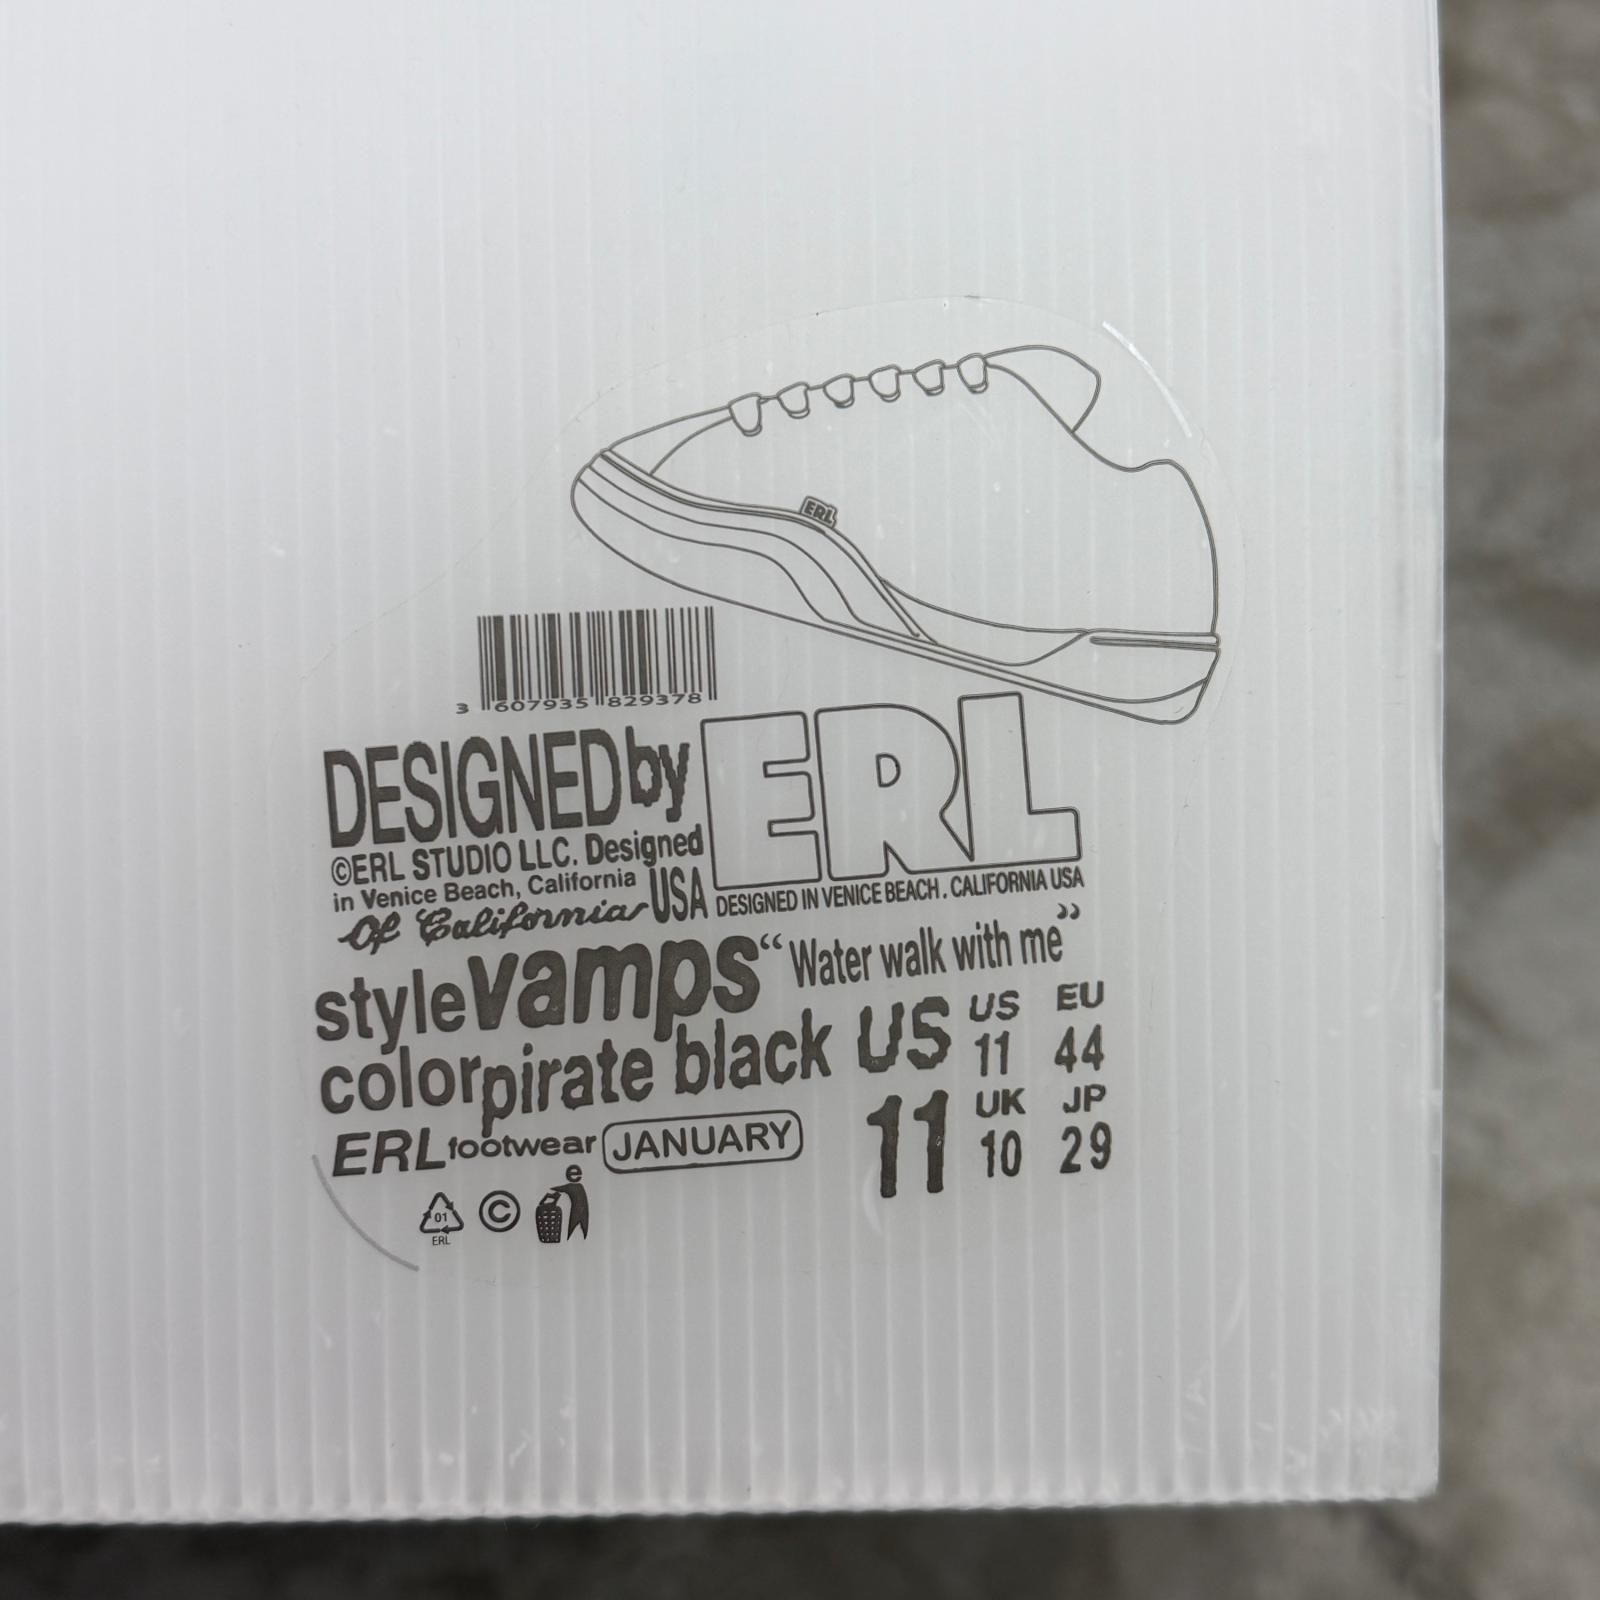 ERL
3 607935 829378
DESIGNED by ERL
©ERL STUDIO LLC. Designed
in Venice Beach, California
Of California USA
DESIGNED IN VENICE BEACH. CALIFORNIA USA
style vamps “Water walk with me”
color pirate black US 11
US 11 EU 44
UK 10 JP 29
ERL footwear JANUARY
01
ERL
©
e